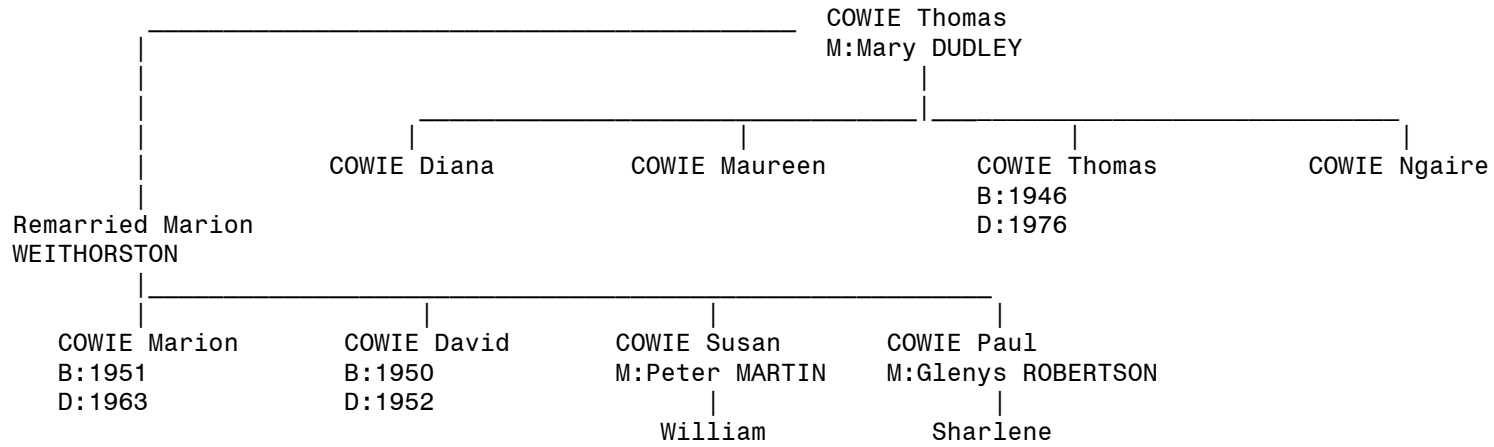 COWIE Thomas
M:Mary DUDLEY
COWIE Diana COWIE Maureen COWIE Thomas COWIE Ngaire
B:1946
D:1976
Remarried Marion
WEITHORSTON
COWIE Marion COWIE David COWIE Susan COWIE Paul
B:1951 B:1950 M:Peter MARTIN M:Glenys ROBERTSON
D:1963 D:1952
William Sharlene